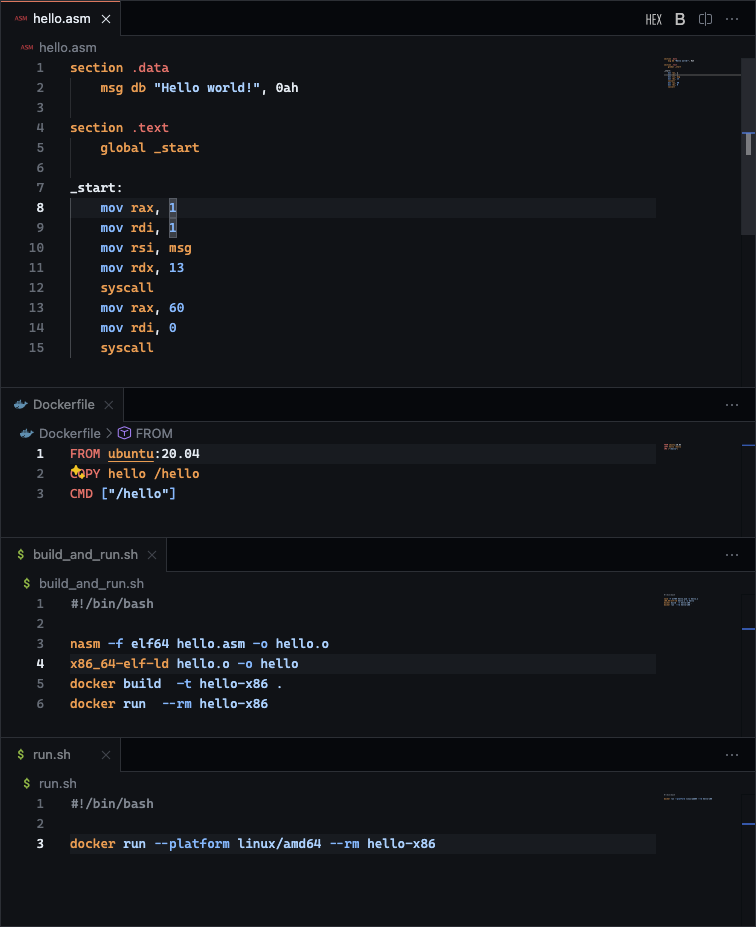 ASM hello.asm
HEX B
ASM hello.asm
1 section .data
2     msg db "Hello world!", 0ah
3
4 section .text
5     global _start
6
7 _start:
8     mov rax, 1
9     mov rdi, 1
10     mov rsi, msg
11     mov rdx, 13
12     syscall
13     mov rax, 60
14     mov rdi, 0
15     syscall
Dockerfile
Dockerfile > FROM
1 FROM ubuntu:20.04
2 COPY hello /hello
3 CMD ["/hello"]
$ build_and_run.sh
$ build_and_run.sh
1 #!/bin/bash
2
3 nasm -f elf64 hello.asm -o hello.o
4 x86_64-elf-ld hello.o -o hello
5 docker build  -t hello-x86 .
6 docker run  --rm hello-x86
$ run.sh
$ run.sh
1 #!/bin/bash
2
3 docker run --platform linux/amd64 --rm hello-x86